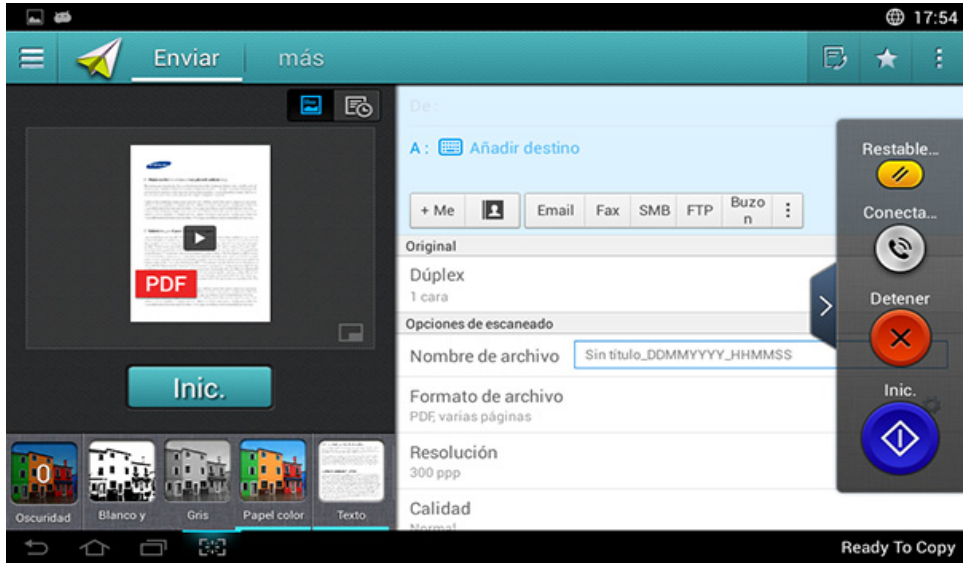 17:54
Enviar
más
De :
A : Añadir destino
+ Me
Email
Fax
SMB
FTP
Buzo
n
Original
Dúplex
1 cara
Opciones de escaneado
Nombre de archivo
Sin título_DDMMYYYY_HHMMSS
Formato de archivo
PDF, varias páginas
Resolución
300 ppp
Calidad
Normal
PDF
Inic.
0
Oscuridad
Blanco y
Gris
Papel color
Texto
Restable...
Conecta...
Detener
Inic.
Ready To Copy